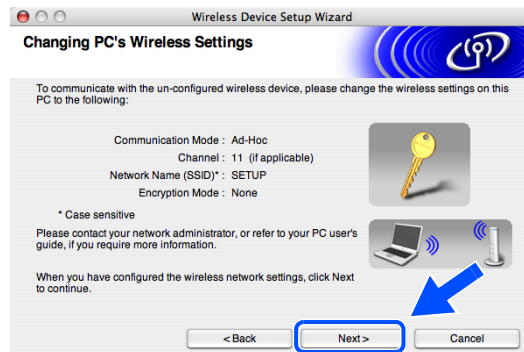 Wireless Device Setup Wizard
Changing PC's Wireless Settings
To communicate with the un-configured wireless device, please change the wireless settings on this
PC to the following:
Communication Mode : Ad-Hoc
Channel : 11 (if applicable)
Network Name (SSID)* : SETUP
Encryption Mode : None
* Case sensitive
Please contact your network administrator, or refer to your PC user's
guide, if you require more information.
When you have configured the wireless network settings, click Next
to continue.
< Back Next > Cancel